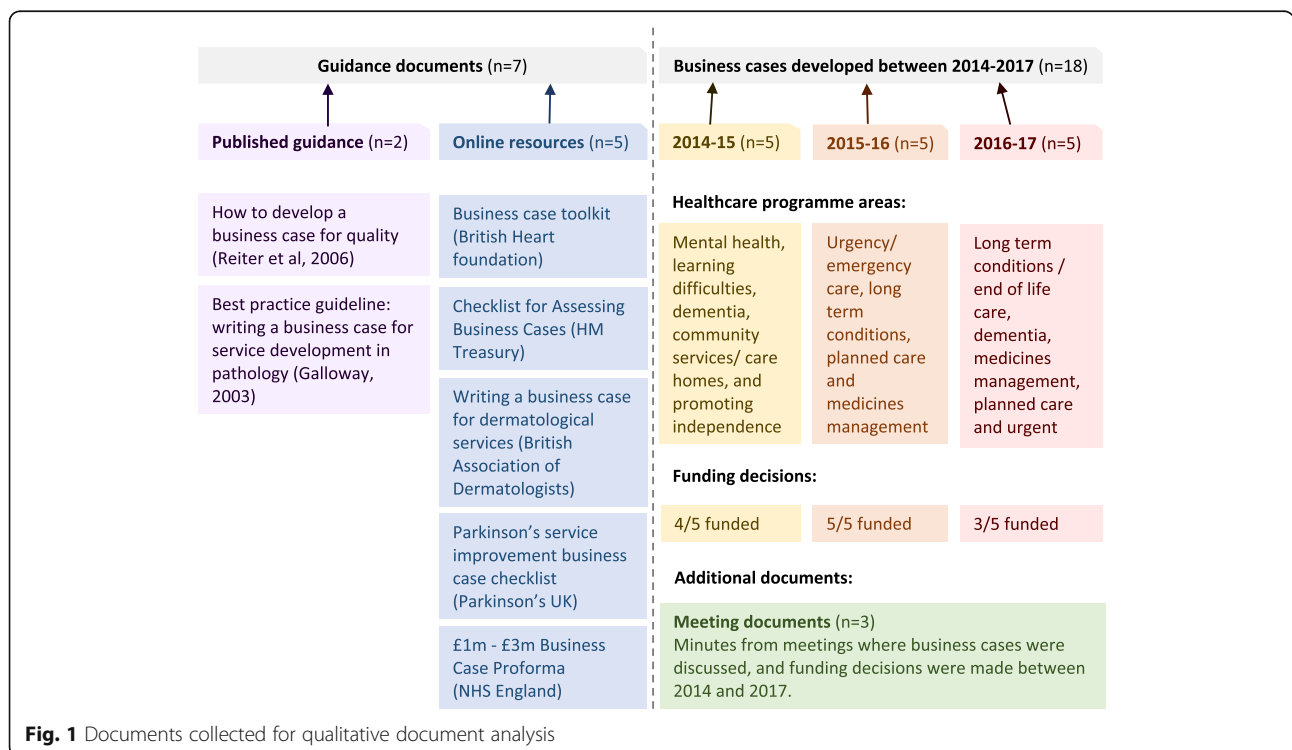 Guidance documents (n=7)
Published guidance (n=2)
How to develop a
business case for quality
(Reiter et al, 2006)
Best practice guideline:
writing a business case for
service development in
pathology (Galloway,
2003)
Online resources (n=5)
Business case toolkit
(British Heart
foundation)
Checklist for Assessing
Business Cases (HM
Treasury)
Writing a business case
for dermatological
services (British
Association of
Dermatologists)
Parkinson’s service
improvement business
case checklist
(Parkinson’s UK)
£1m - £3m Business
Case Proforma
(NHS England)
Business cases developed between 2014-2017 (n=18)
2014-15 (n=5)
2015-16 (n=5)
2016-17 (n=5)
Healthcare programme areas:
Mental health,
learning
difficulties,
dementia,
community
services/ care
homes, and
promoting
independence
Urgency/
emergency
care, long
term
conditions,
planned care
and
medicines
management
Long term
conditions /
end of life
care,
dementia,
medicines
management,
planned care
and urgent
Funding decisions:
4/5 funded
5/5 funded
3/5 funded
Additional documents:
Meeting documents (n=3)
Minutes from meetings where business cases were
discussed, and funding decisions were made between
2014 and 2017.
Fig. 1 Documents collected for qualitative document analysis